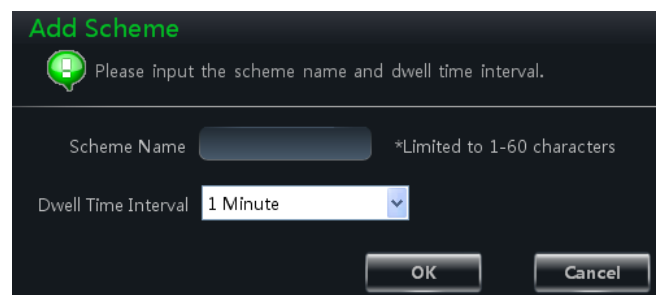 Add Scheme
Please input the scheme name and dwell time interval.
Scheme Name *Limited to 1-60 characters
Dwell Time Interval 1 Minute
OK Cancel